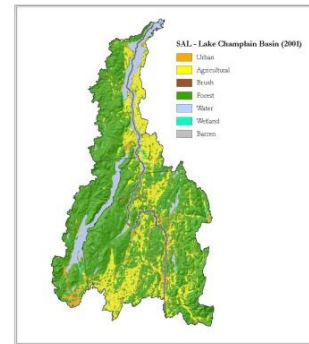 SAL - Lake Champlain Basin (2001)
Urban
Agricultural
Brush
Forest
Water
Wetland
Barren